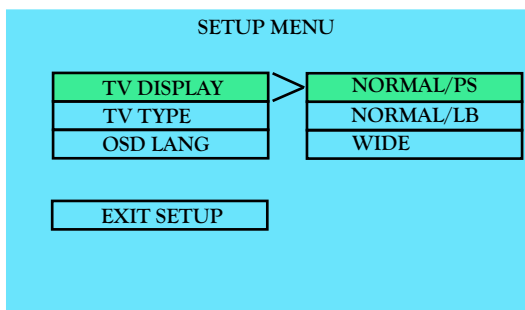 SETUP MENU
TV DISPLAY
TV TYPE
OSD LANG
NORMAL/PS
NORMAL/LB
WIDE
EXIT SETUP